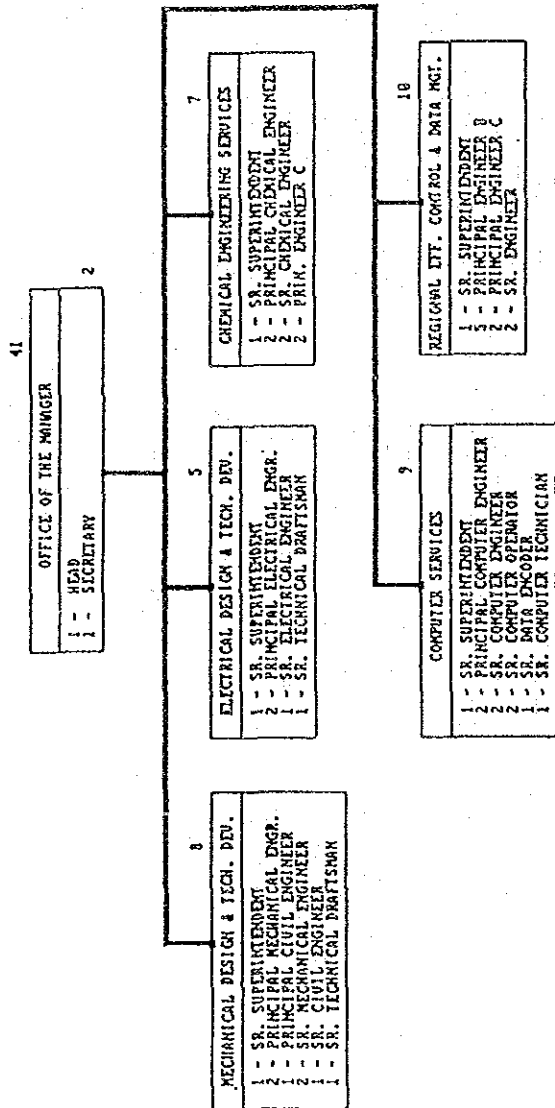 41
OFFICE OF THE MANAGER
2
1 - HEAD
1 - SECRETARY
8
MECHANICAL DESIGN & TECH. DEV.
1 - SR. SUPERINTENDENT
2 - PRINCIPAL MECHANICAL ENGR.
1 - PRINCIPAL CIVIL ENGINEER
2 - SR. MECHANICAL ENGINEER
1 - SR. CIVIL ENGINEER
1 - SR. TECHNICAL DRAFTSMAN
5
ELECTRICAL DESIGN & TECH. DEV.
1 - SR. SUPERINTENDENT
2 - PRINCIPAL ELECTRICAL ENGR.
1 - SR. ELECTRICAL ENGINEER
1 - SR. TECHNICAL DRAFTSMAN
7
CHEMICAL ENGINEERING SERVICES
1 - SR. SUPERINTENDENT
2 - PRINCIPAL CHEMICAL ENGINEER
2 - SR. CHEMICAL ENGINEER
2 - PRIN. ENGINEER C
9
COMPUTER SERVICES
1 - SR. SUPERINTENDENT
2 - PRINCIPAL COMPUTER ENGINEER
2 - SR. COMPUTER ENGINEER
2 - SR. COMPUTER OPERATOR
1 - SR. DATA ENCODER
1 - SR. COMPUTER TECHNICIAN
10
REGIONAL EFF. CONTROL & DATA MGT.
1 - SR. SUPERINTENDENT
5 - PRINCIPAL ENGINEER D
2 - PRINCIPAL ENGINEER C
2 - SR. ENGINEER